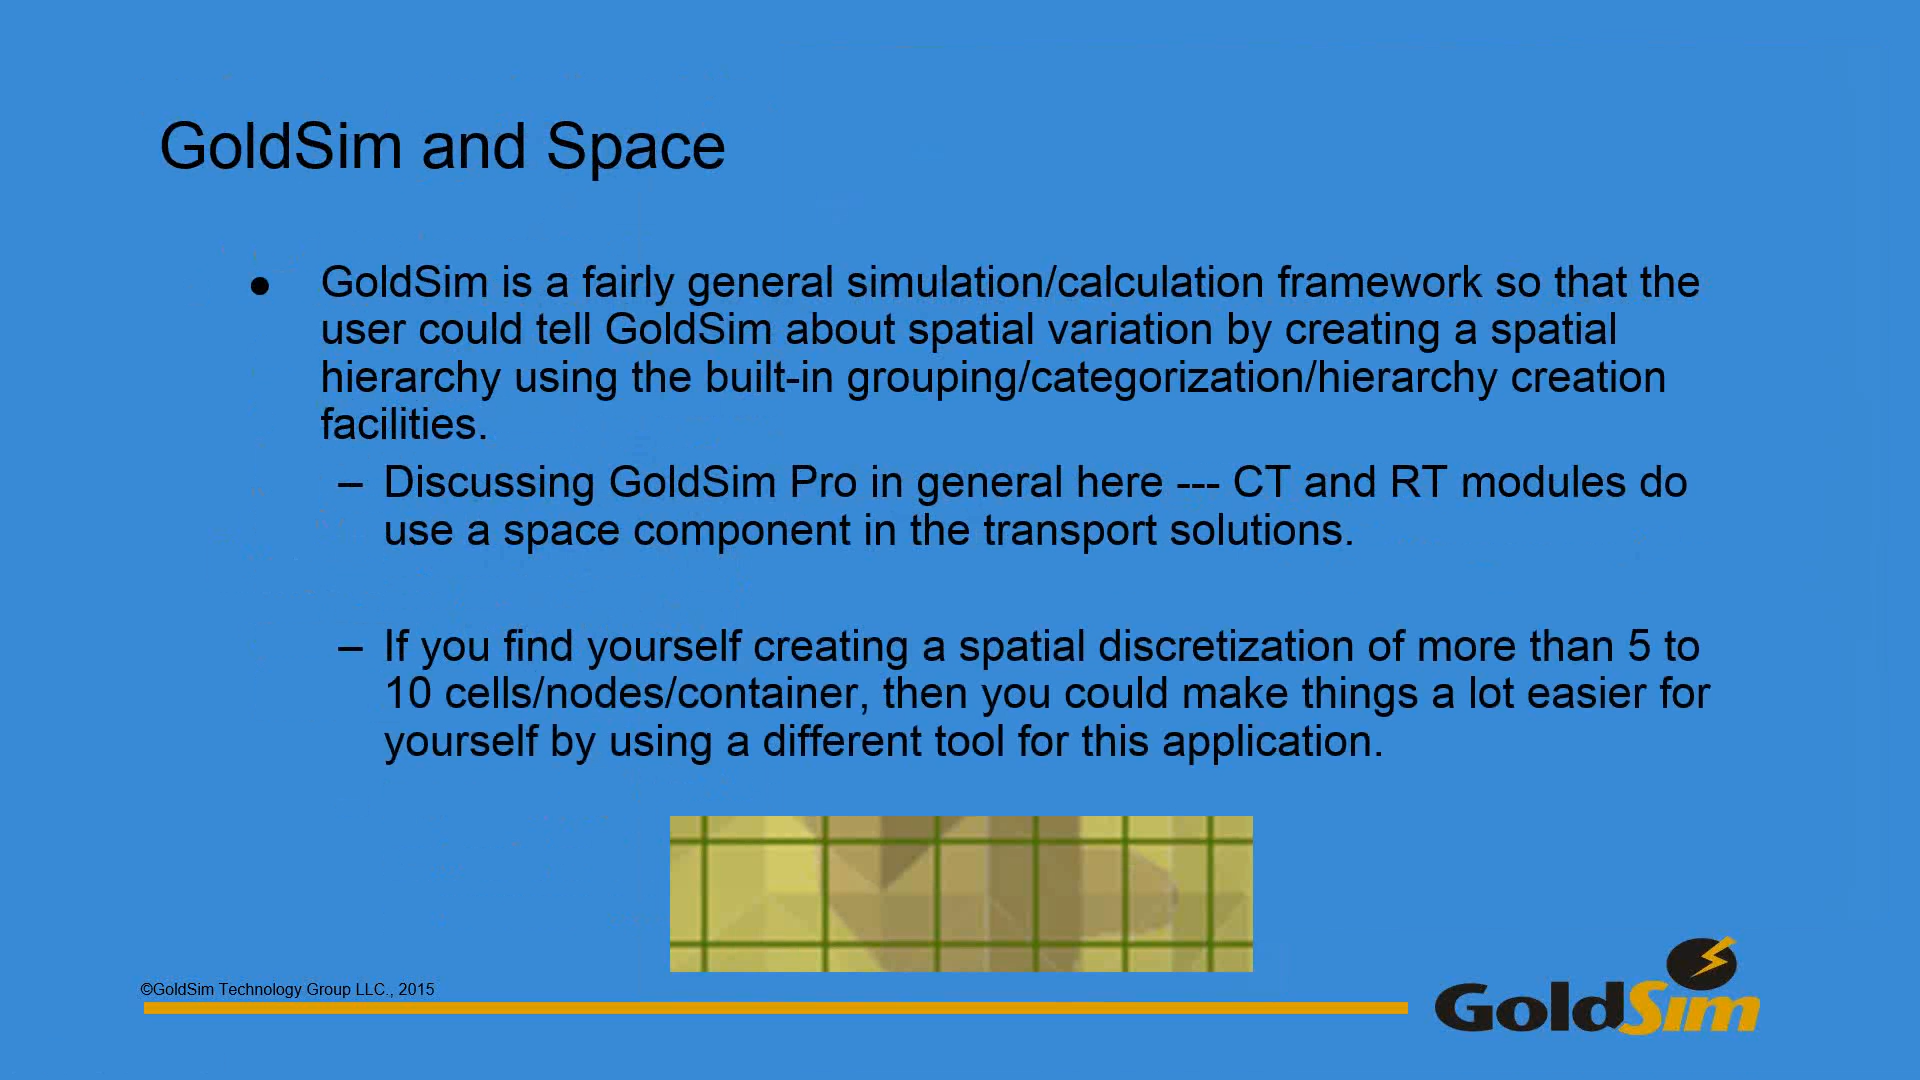 GoldSim and Space
● GoldSim is a fairly general simulation/calculation framework so that the
user could tell GoldSim about spatial variation by creating a spatial
hierarchy using the built-in grouping/categorization/hierarchy creation
facilities.
– Discussing GoldSim Pro in general here --- CT and RT modules do
use a space component in the transport solutions.
– If you find yourself creating a spatial discretization of more than 5 to
10 cells/nodes/container, then you could make things a lot easier for
yourself by using a different tool for this application.
©GoldSim Technology Group LLC., 2015
GoldSim